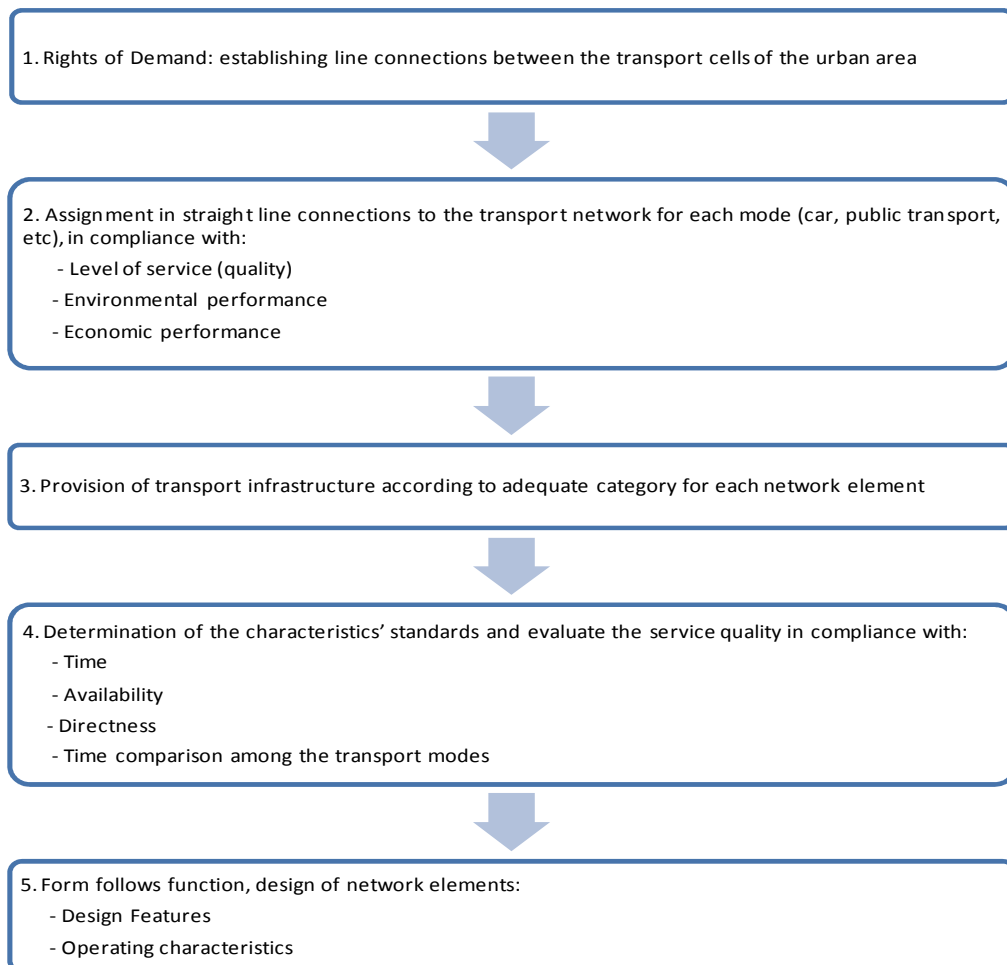 1. Rights of Demand: establishing line connections between the transport cells of the urban area
2. Assignment in straight line connections to the transport network for each mode (car, public transport,
etc), in compliance with:
- Level of service (quality)
- Environmental performance
- Economic performance
3. Provision of transport infrastructure according to adequate category for each network element
4. Determination of the characteristics’ standards and evaluate the service quality in compliance with:
- Time
- Availability
- Directness
- Time comparison among the transport modes
5. Form follows function, design of network elements:
- Design Features
- Operating characteristics